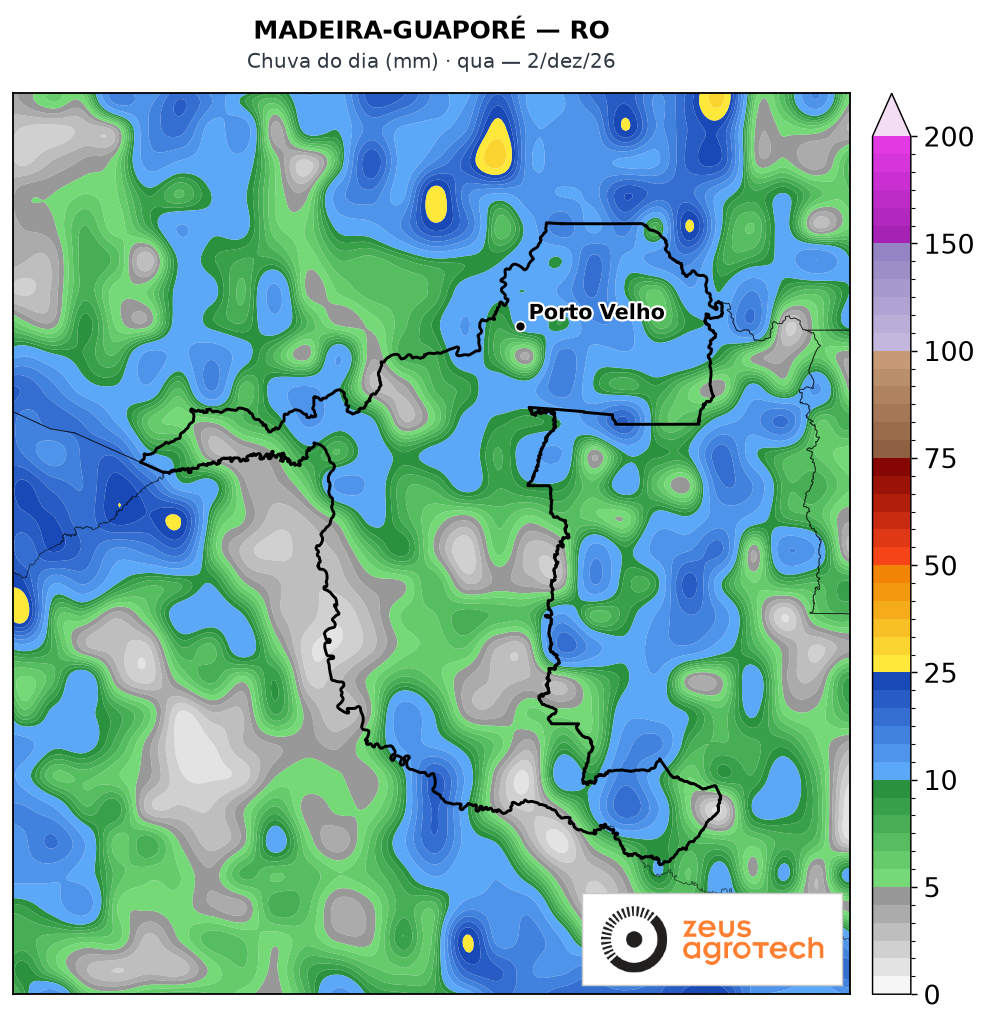 MADEIRA-GUAPORÉ — RO
Chuva do dia (mm) · qua — 2/dez/26
200
150
100
75
50
25
10
5
0
Porto Velho
zeus
agrotech